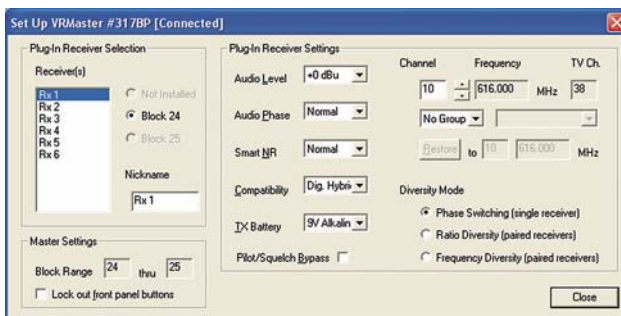 Set Up VRMaster #317BP [Connected]
Plug-In Receiver Selection
Receiver(s)
Rx 1
Rx 2
Rx 3
Rx 4
Rx 5
Rx 6
Not Installed
Block 24
Block 25
Nickname
Rx 1
Master Settings
Block Range 24 thru 25
Lock out front panel buttons
Plug-In Receiver Settings
Audio Level +0 dBu
Audio Phase Normal
Smart NR Normal
Compatibility Dig. Hybri
TX Battery 9V Alkalin
Pilot/Squelch Bypass
Channel Frequency TV Ch.
10 616.000 MHz 38
No Group
Restore to 10 616.000 MHz
Diversity Mode
Phase Switching (single receiver)
Ratio Diversity (paired receivers)
Frequency Diversity (paired receivers)
Close